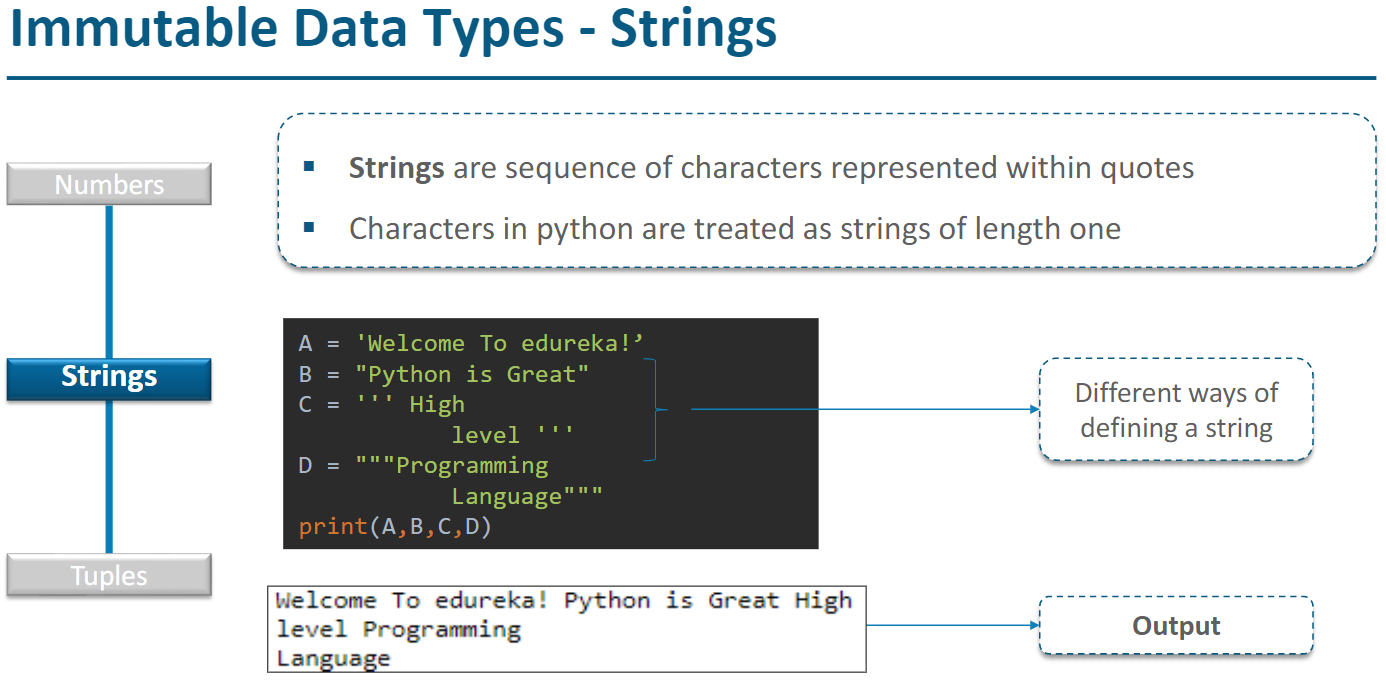 Immutable Data Types - Strings
Numbers
Strings
Tuples
▪ Strings are sequence of characters represented within quotes
▪ Characters in python are treated as strings of length one
A = 'Welcome To edureka!’
B = "Python is Great"
C = ''' High
         level '''
D = """Programming
         Language"""
print(A,B,C,D)
Different ways of
defining a string
Welcome To edureka! Python is Great High
level Programming
Language
Output